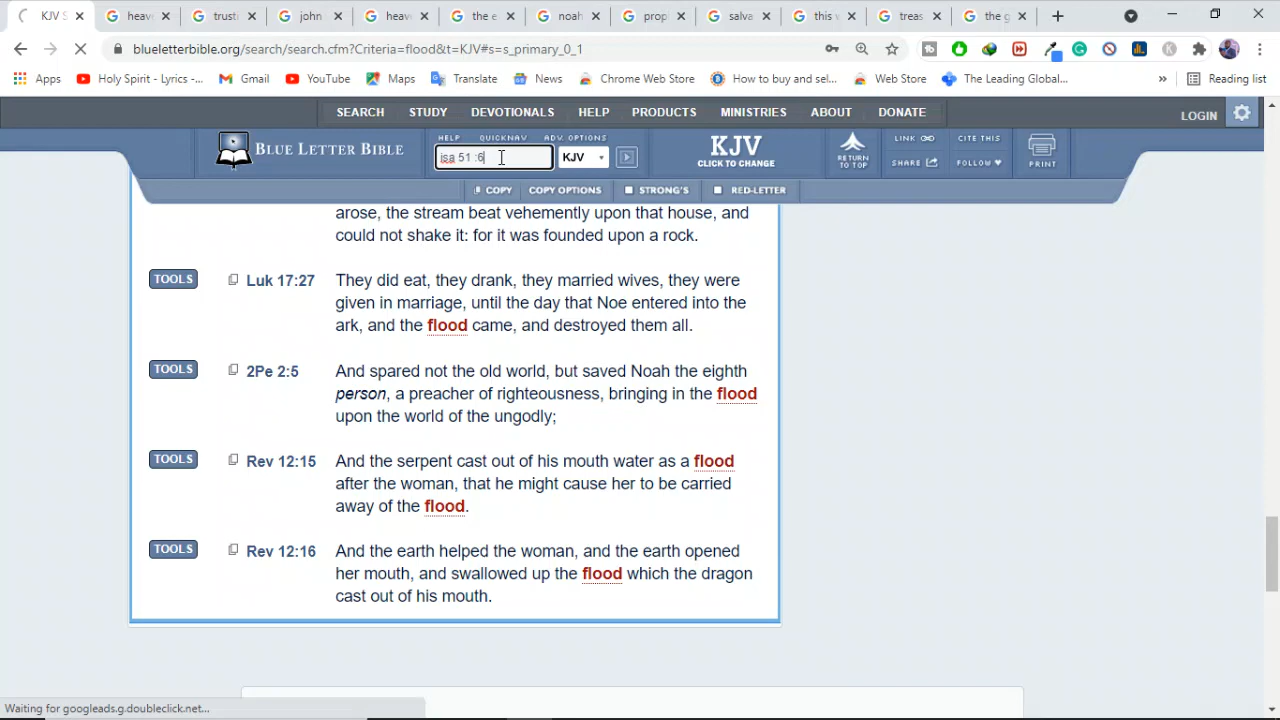 KJV S
heave
trusti
john
heave
the e
noah
prop
salva
this v
treas
the g
blueletterbible.org/search/search.cfm?Criteria=flood&t=KJV#s=s_primary_0_1
Apps
Holy Spirit - Lyrics -...
Gmail
YouTube
Maps
Translate
News
Chrome Web Store
How to buy and sel...
Web Store
The Leading Global...
»
Reading list
SEARCH
STUDY
DEVOTIONALS
HELP
PRODUCTS
MINISTRIES
ABOUT
DONATE
LOGIN
BLUE LETTER BIBLE
HELP
QUICKNAV
ADV. OPTIONS
isa 51 :6
KJV
KJV
CLICK TO CHANGE
RETURN
TO TOP
LINK
CITE THIS
SHARE
FOLLOW
PRINT
COPY
COPY OPTIONS
STRONG'S
RED-LETTER
arose, the stream beat vehemently upon that house, and
could not shake it: for it was founded upon a rock.
TOOLS
Luk 17:27
They did eat, they drank, they married wives, they were
given in marriage, until the day that Noe entered into the
ark, and the flood came, and destroyed them all.
TOOLS
2Pe 2:5
And spared not the old world, but saved Noah the eighth
person, a preacher of righteousness, bringing in the flood
upon the world of the ungodly;
TOOLS
Rev 12:15
And the serpent cast out of his mouth water as a flood
after the woman, that he might cause her to be carried
away of the flood.
TOOLS
Rev 12:16
And the earth helped the woman, and the earth opened
her mouth, and swallowed up the flood which the dragon
cast out of his mouth.
Waiting for googleads.g.doubleclick.net...